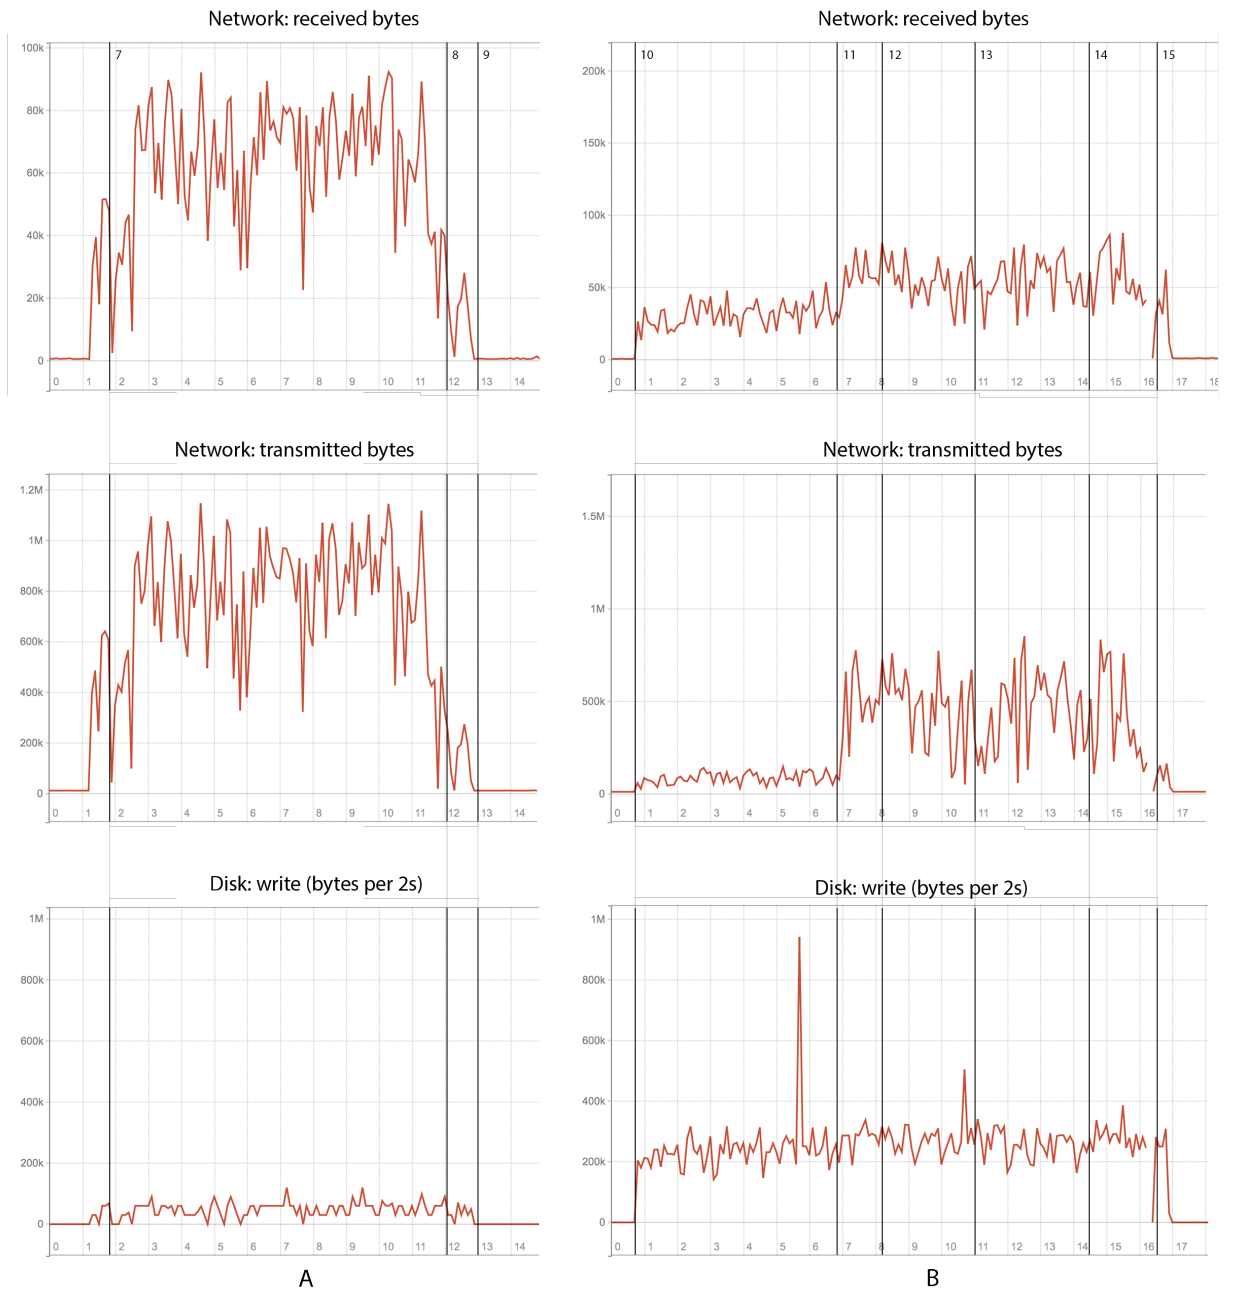 Network: received bytes
100k
80k
60k
40k
20k
0
7
8
9
0 1 2 3 4 5 6 7 8 9 10 11 12 13 14
Network: received bytes
200k
150k
100k
50k
0
10
11
12
13
14
15
0 1 2 3 4 5 6 7 8 9 10 11 12 13 14 15 16 17 18
Network: transmitted bytes
1.2M
1M
800k
600k
400k
200k
0
0 1 2 3 4 5 6 7 8 9 10 11 12 13 14
Network: transmitted bytes
1.5M
1M
500k
0
0 1 2 3 4 5 6 7 8 9 10 11 12 13 14 15 16 17
Disk: write (bytes per 2s)
1M
800k
600k
400k
200k
0
0 1 2 3 4 5 6 7 8 9 10 11 12 13 14
A
Disk: write (bytes per 2s)
1M
800k
600k
400k
200k
0
0 1 2 3 4 5 6 7 8 9 10 11 12 13 14 15 16 17
B